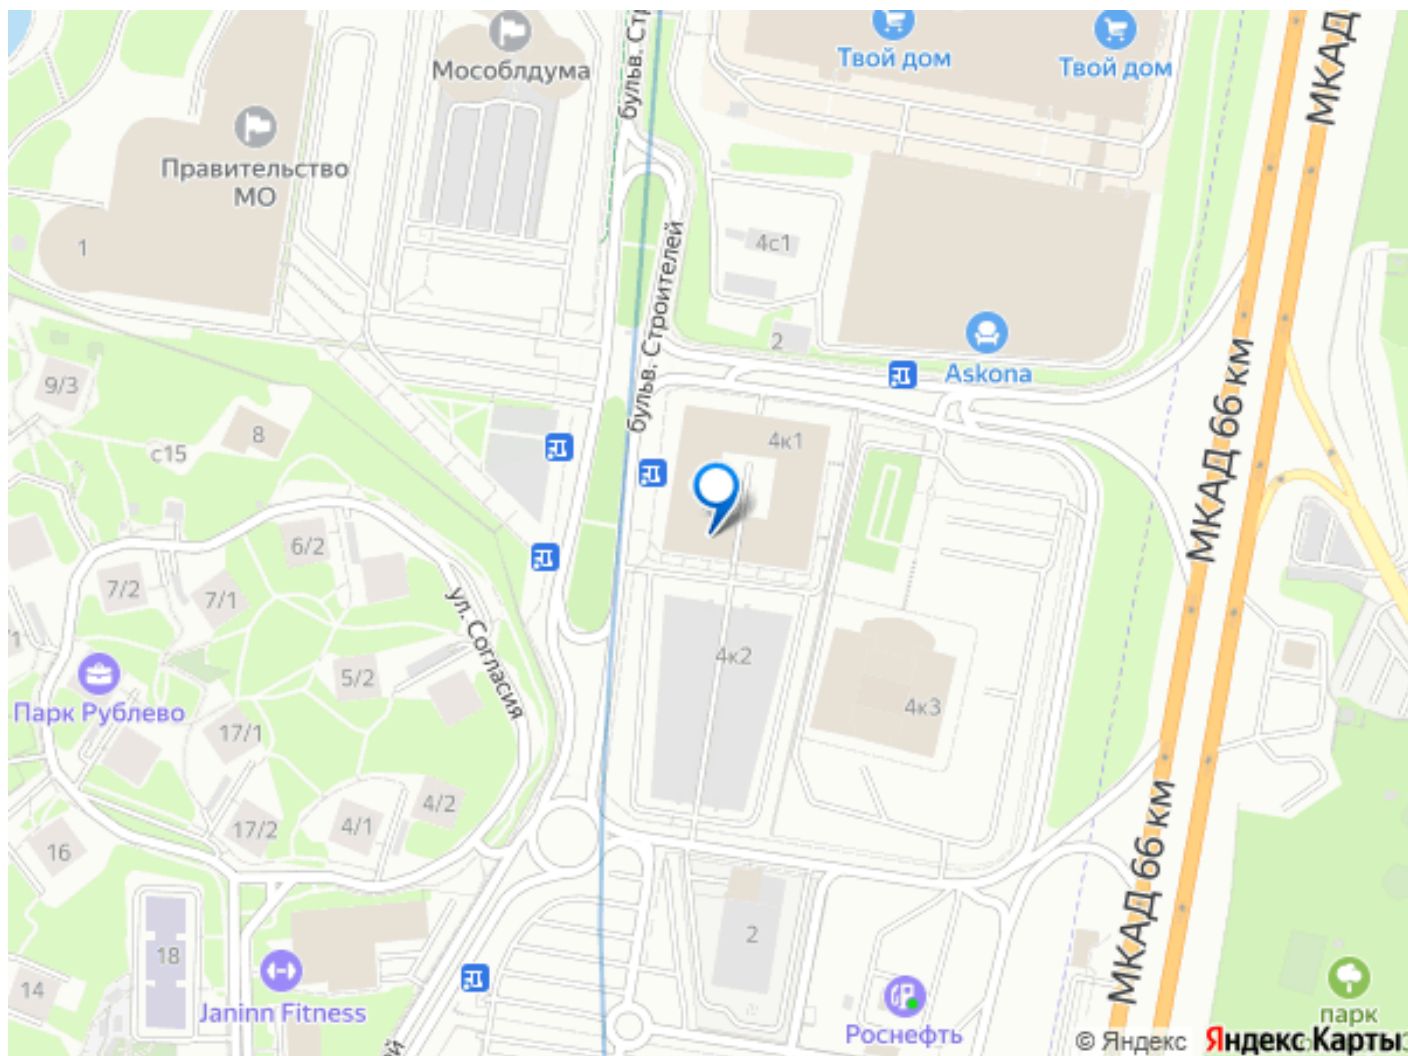 бульв. Стр
Мособлдума
Твой дом
Твой дом
МКАД
Правительство
МО
1
4с1
бульв. Строителей
2
Askona
9/3
8
с15
4к1
МКАД 66 км
6/2
7/2
7/1
ул. Согласия
5/2
4к2
4к3
Парк Рублево
17/1
4/2
17/2
4/1
16
МКАД 66 км
18
2
14
Janinn Fitness
Роснефть
парк
© Яндекс
Яндекс Карты